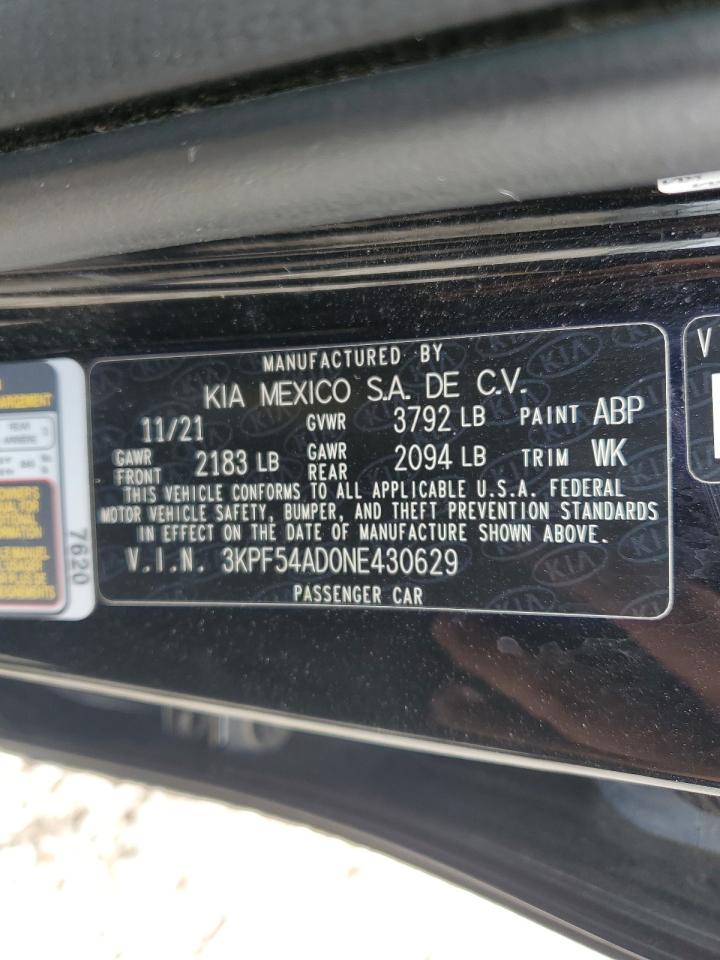 MANUFACTURED BY
KIA MEXICO S.A. DE C.V.
11/21 GVWR 3792 LB PAINT ABP
GAWR FRONT 2183 LB GAWR REAR 2094 LB TRIM WK
THIS VEHICLE CONFORMS TO ALL APPLICABLE U.S.A. FEDERAL
MOTOR VEHICLE SAFETY, BUMPER, AND THEFT PREVENTION STANDARDS
IN EFFECT ON THE DATE OF MANUFACTURE SHOWN ABOVE.
V.I.N. 3KPF54AD0NE430629
PASSENGER CAR
7620
V